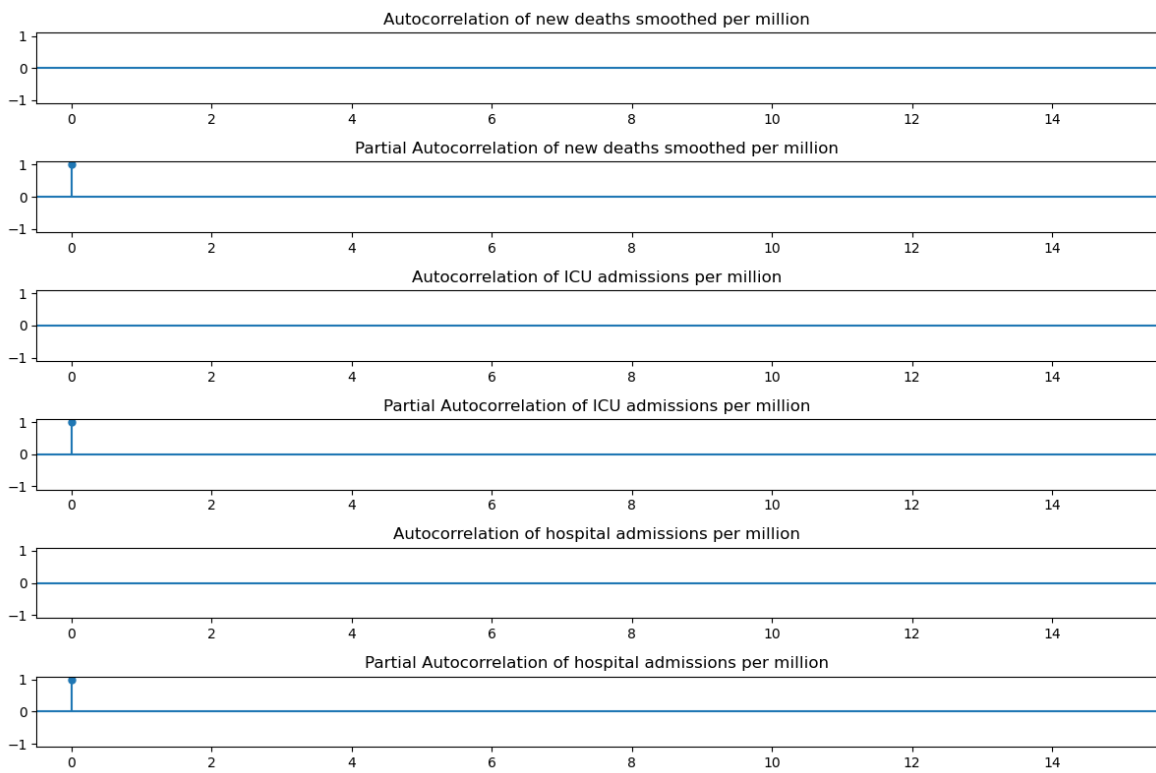 Autocorrelation of new deaths smoothed per million
1
0
−1
0 2 4 6 8 10 12 14
Partial Autocorrelation of new deaths smoothed per million
1
0
−1
0 2 4 6 8 10 12 14
Autocorrelation of ICU admissions per million
1
0
−1
0 2 4 6 8 10 12 14
Partial Autocorrelation of ICU admissions per million
1
0
−1
0 2 4 6 8 10 12 14
Autocorrelation of hospital admissions per million
1
0
−1
0 2 4 6 8 10 12 14
Partial Autocorrelation of hospital admissions per million
1
0
−1
0 2 4 6 8 10 12 14